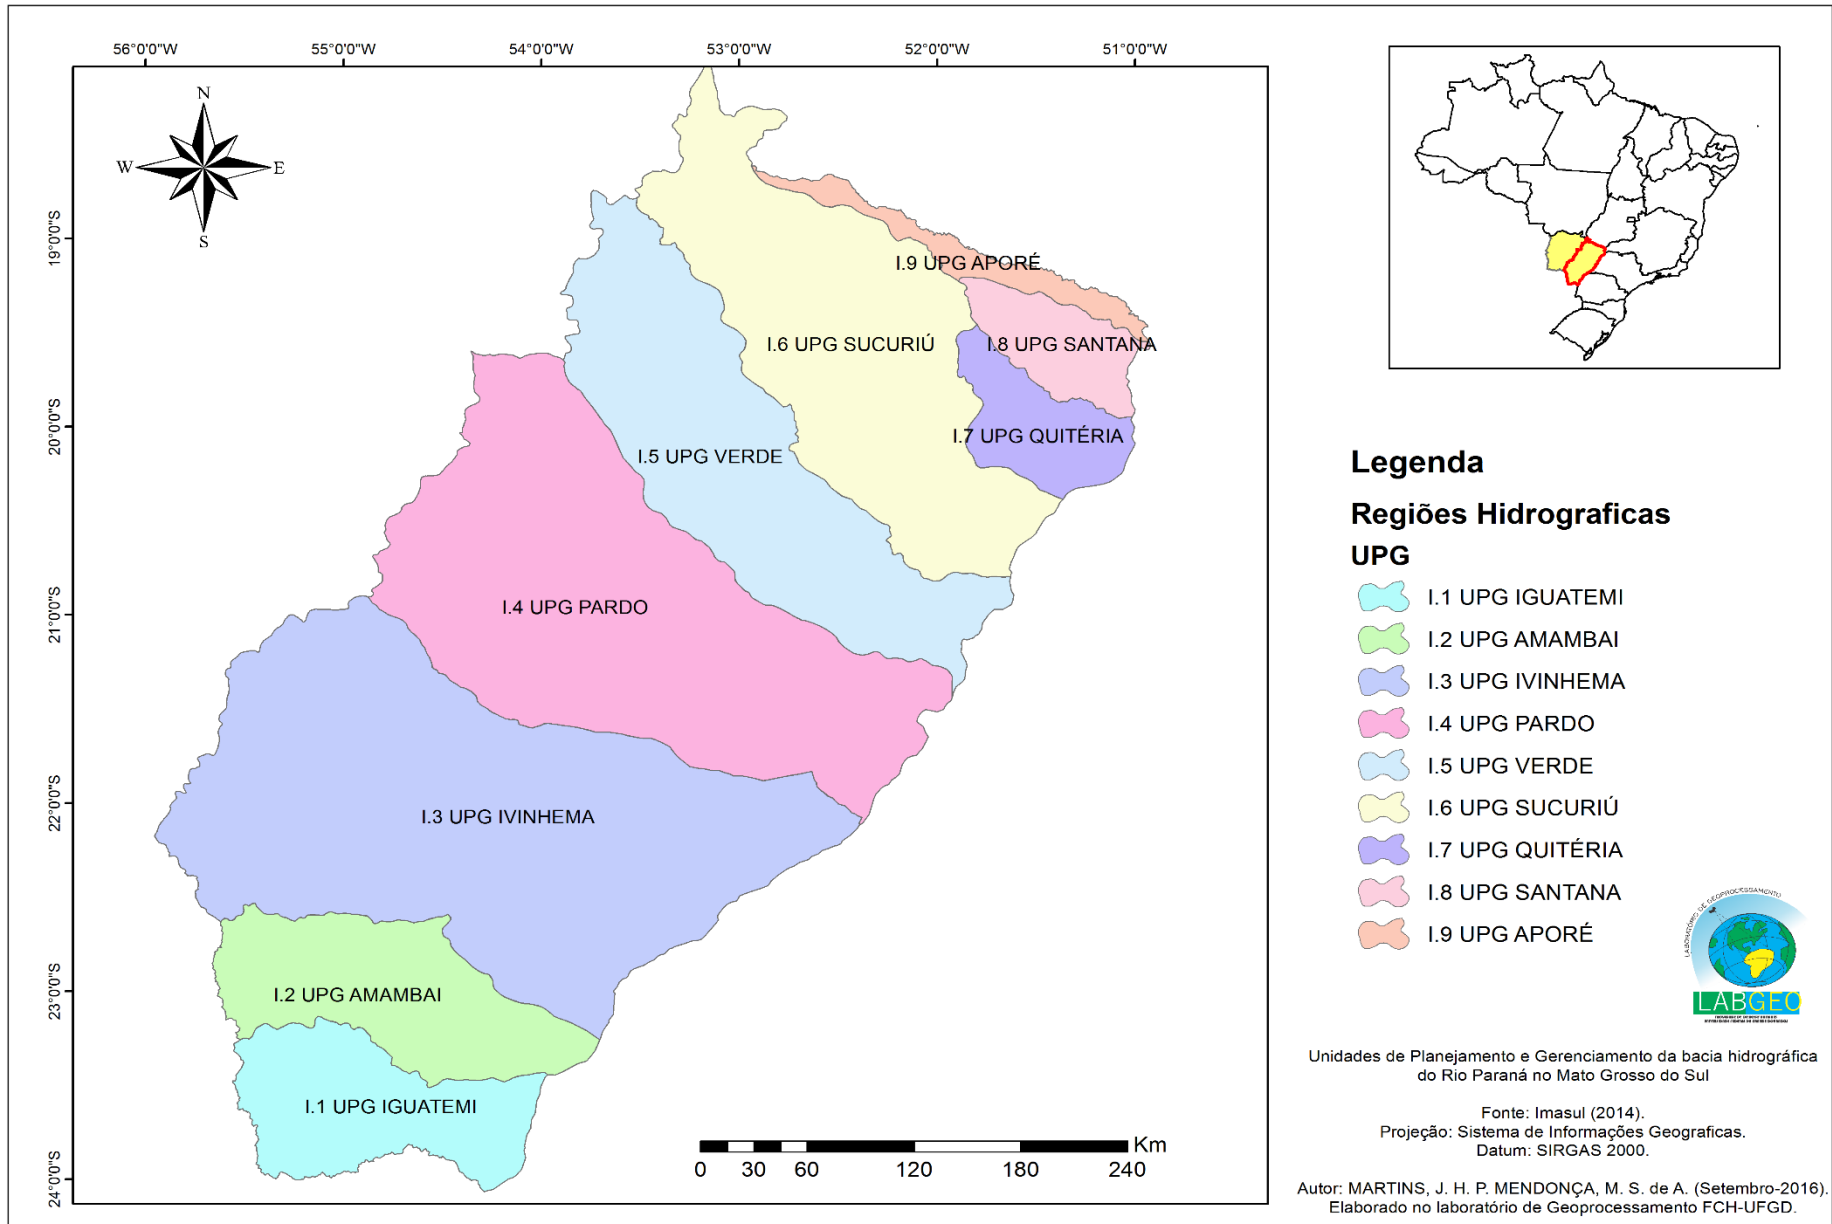 56°0'0"W 55°0'0"W 54°0'0"W 53°0'0"W 52°0'0"W 51°0'0"W
N
W E
S
19°0'0"S
20°0'0"S
21°0'0"S
22°0'0"S
23°0'0"S
24°0'0"S
I.9 UPG APORÉ
I.6 UPG SUCURIÚ
I.8 UPG SANTANA
I.7 UPG QUITÉRIA
I.5 UPG VERDE
I.4 UPG PARDO
I.3 UPG IVINHEMA
I.2 UPG AMAMBAI
I.1 UPG IGUATEMI
Km
0 30 60 120 180 240
Legenda
Regiões Hidrograficas
UPG
I.1 UPG IGUATEMI
I.2 UPG AMAMBAI
I.3 UPG IVINHEMA
I.4 UPG PARDO
I.5 UPG VERDE
I.6 UPG SUCURIÚ
I.7 UPG QUITÉRIA
I.8 UPG SANTANA
I.9 UPG APORÉ
LABORATÓRIO DE GEOPROCESSAMENTO
LABGEO
Unidades de Planejamento e Gerenciamento da bacia hidrográfica
do Rio Paraná no Mato Grosso do Sul
Fonte: Imasul (2014).
Projeção: Sistema de Informações Geograficas.
Datum: SIRGAS 2000.
Autor: MARTINS, J. H. P. MENDONÇA, M. S. de A. (Setembro-2016).
Elaborado no laboratório de Geoprocessamento FCH-UFGD.